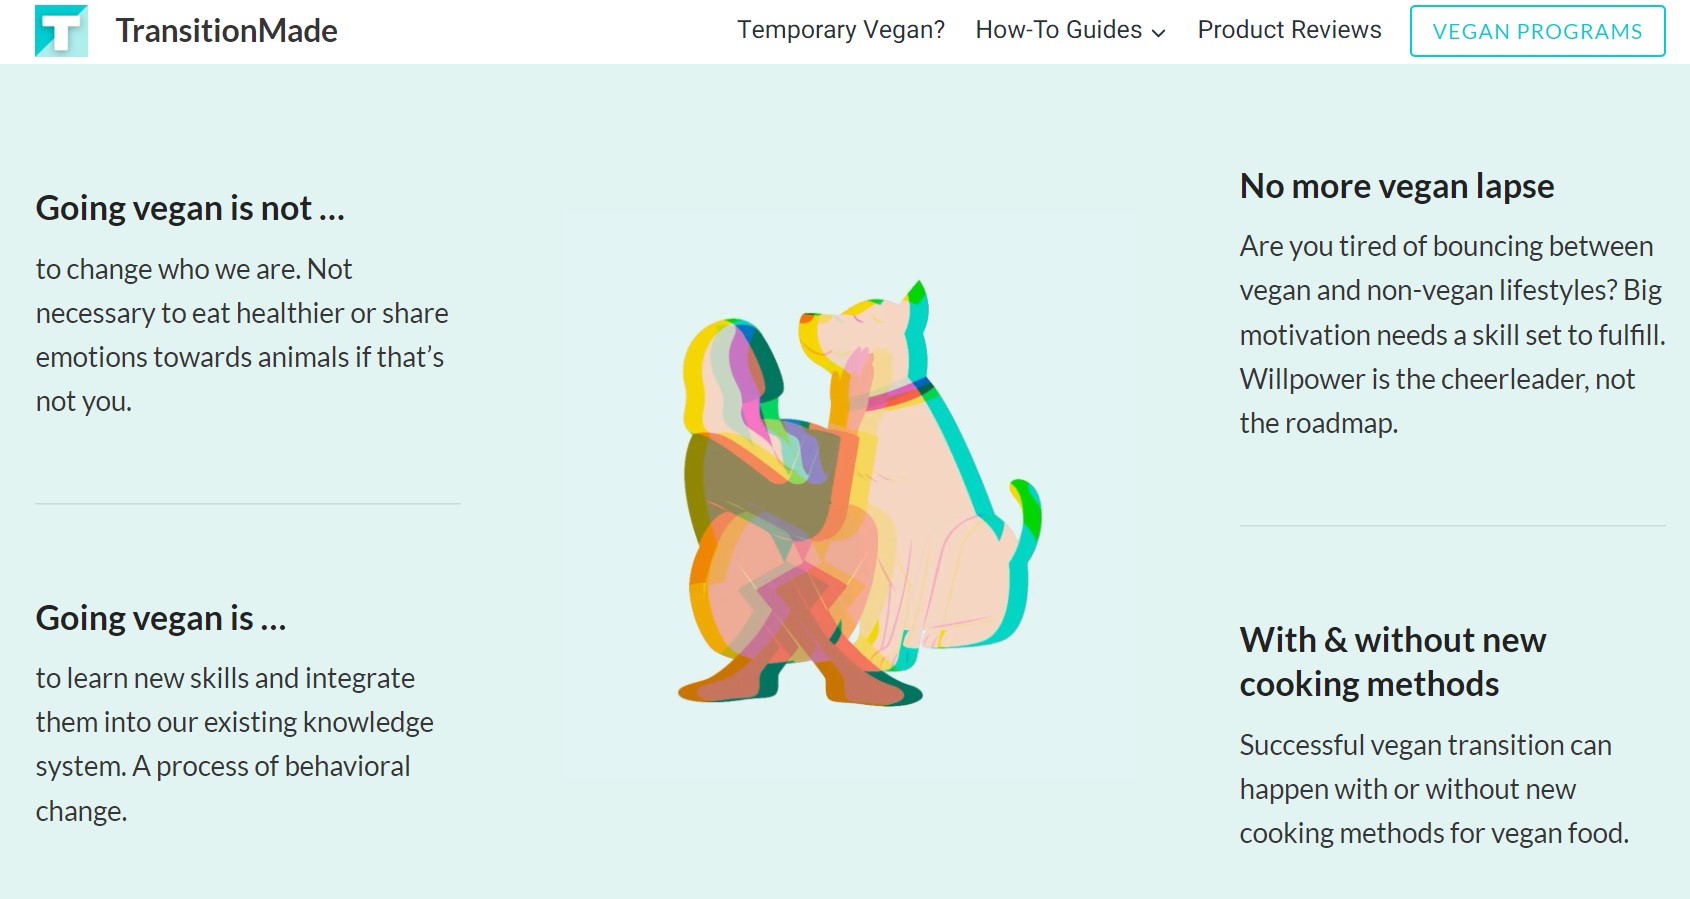 T TransitionMade
Temporary Vegan? How-To Guides Product Reviews VEGAN PROGRAMS
Going vegan is not …
to change who we are. Not
necessary to eat healthier or share
emotions towards animals if that’s
not you.
Going vegan is …
to learn new skills and integrate
them into our existing knowledge
system. A process of behavioral
change.
No more vegan lapse
Are you tired of bouncing between
vegan and non-vegan lifestyles? Big
motivation needs a skill set to fulfill.
Willpower is the cheerleader, not
the roadmap.
With & without new
cooking methods
Successful vegan transition can
happen with or without new
cooking methods for vegan food.